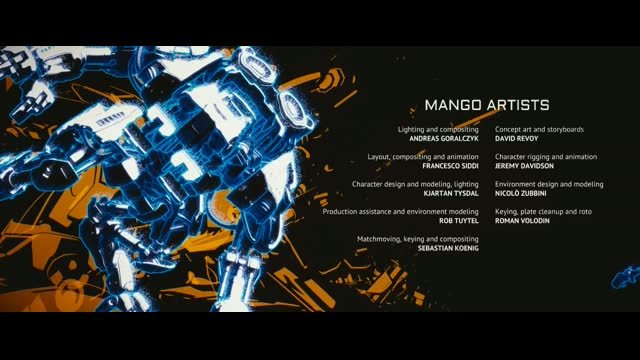 MANGO ARTISTS
Lighting and compositing
ANDREAS GORALCZYK
Layout, compositing and animation
FRANCESCO SIDDI
Character design and modeling, lighting
KJARTAN TYSDAL
Production assistance and environment modeling
ROB TUYTEL
Matchmoving, keying and compositing
SEBASTIAN KOENIG
Concept art and storyboards
DAVID REVOY
Character rigging and animation
JEREMY DAVIDSON
Environment design and modeling
NICOLÒ ZUBBINI
Keying, plate cleanup and roto
ROMAN VOLODIN